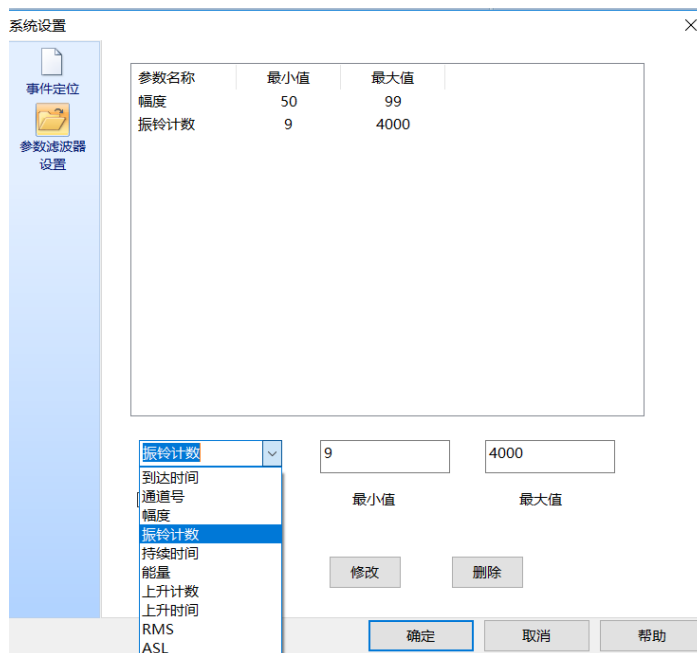 系统设置
事件定位
参数滤波器
设置
参数名称 最小值 最大值
幅度 50 99
振铃计数 9 4000
振铃计数 9 4000
到达时间
通道号
幅度
振铃计数
持续时间
能量
上升计数
上升时间
RMS
ASL
最小值 最大值
修改 删除
确定 取消 帮助